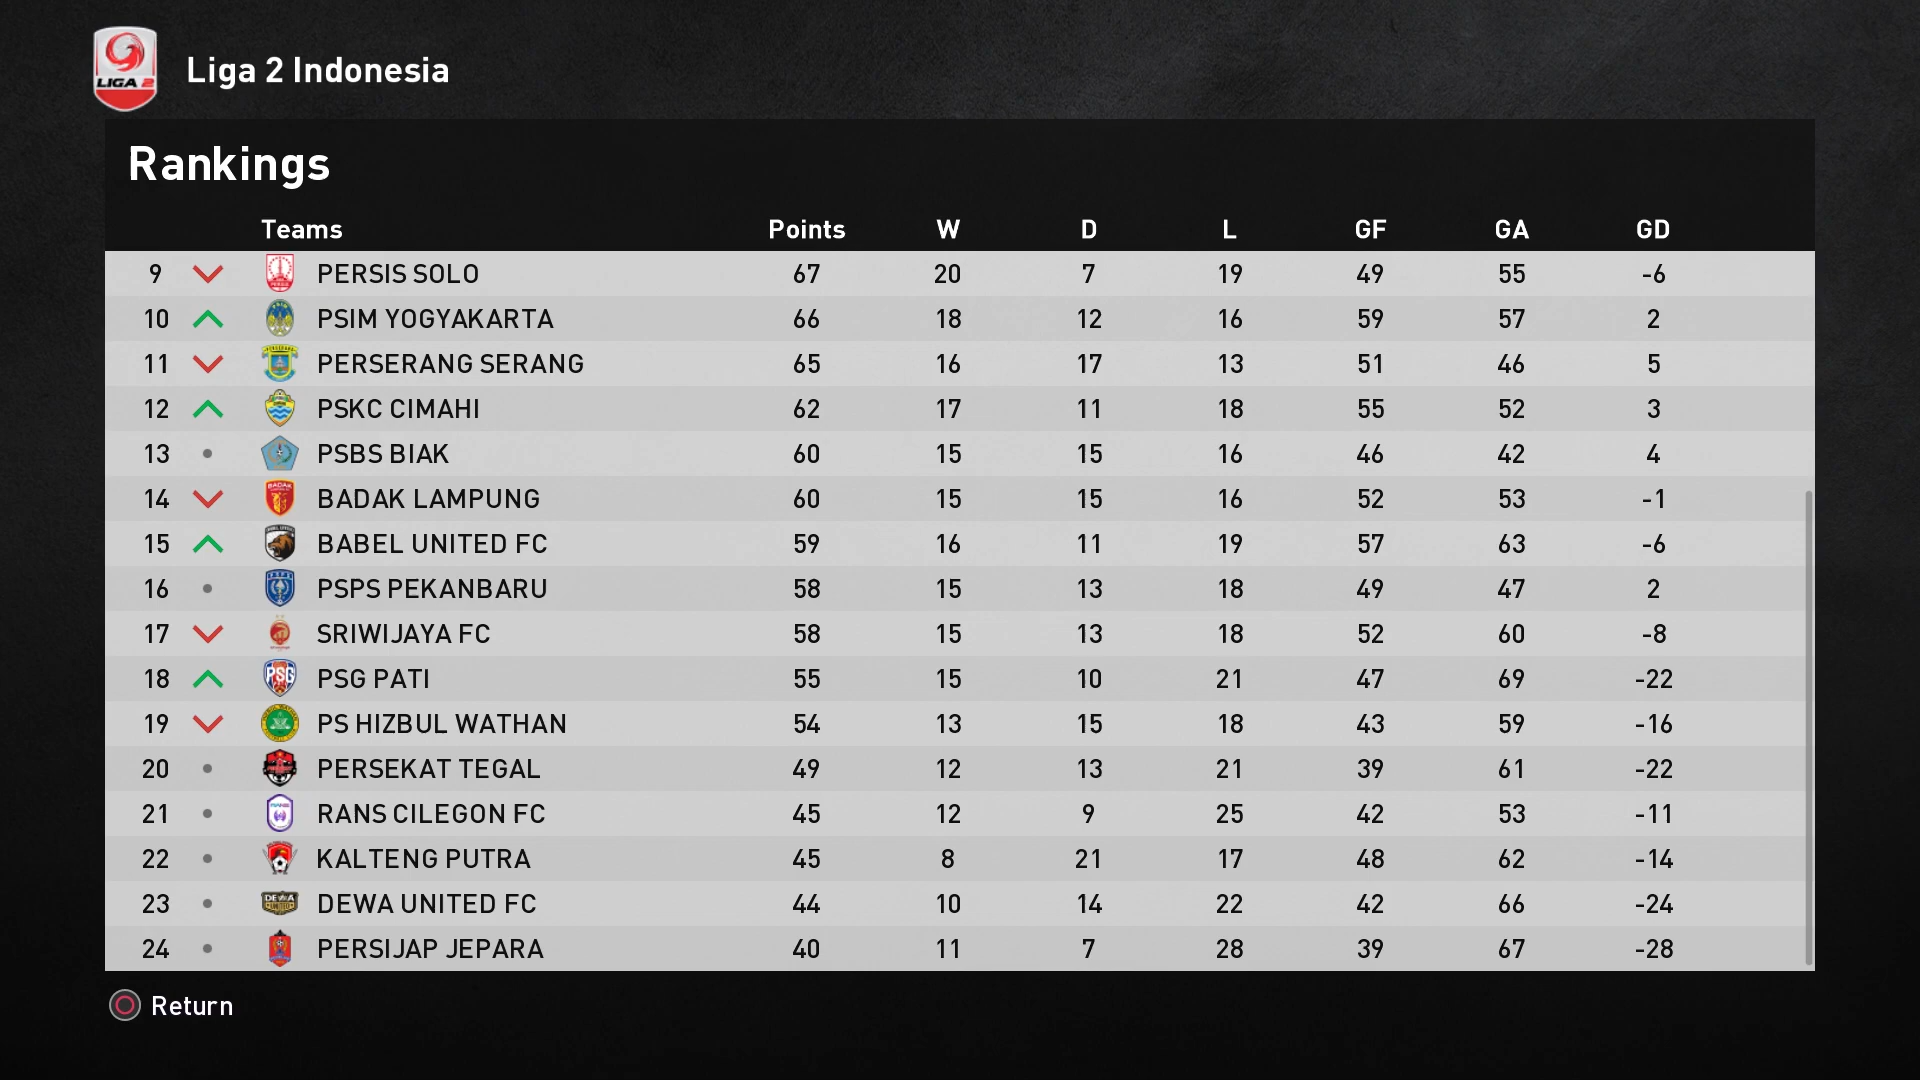 LIGA 2
Liga 2 Indonesia
Rankings
Teams Points W D L GF GA GD
9 PERSIS SOLO 67 20 7 19 49 55 -6
10 PSIM YOGYAKARTA 66 18 12 16 59 57 2
11 PERSERANG SERANG 65 16 17 13 51 46 5
12 PSKC CIMAHI 62 17 11 18 55 52 3
13 PSBS BIAK 60 15 15 16 46 42 4
14 BADAK LAMPUNG 60 15 15 16 52 53 -1
15 BABEL UNITED FC 59 16 11 19 57 63 -6
16 PSPS PEKANBARU 58 15 13 18 49 47 2
17 SRIWIJAYA FC 58 15 13 18 52 60 -8
18 PSG PSG PATI 55 15 10 21 47 69 -22
19 PS HIZBUL WATHAN 54 13 15 18 43 59 -16
20 PERSEKAT TEGAL 49 12 13 21 39 61 -22
21 RANS CILEGON FC 45 12 9 25 42 53 -11
22 KALTENG PUTRA 45 8 21 17 48 62 -14
23 DEWA UNITED DEWA UNITED FC 44 10 14 22 42 66 -24
24 PERSIJAP JEPARA 40 11 7 28 39 67 -28
Return